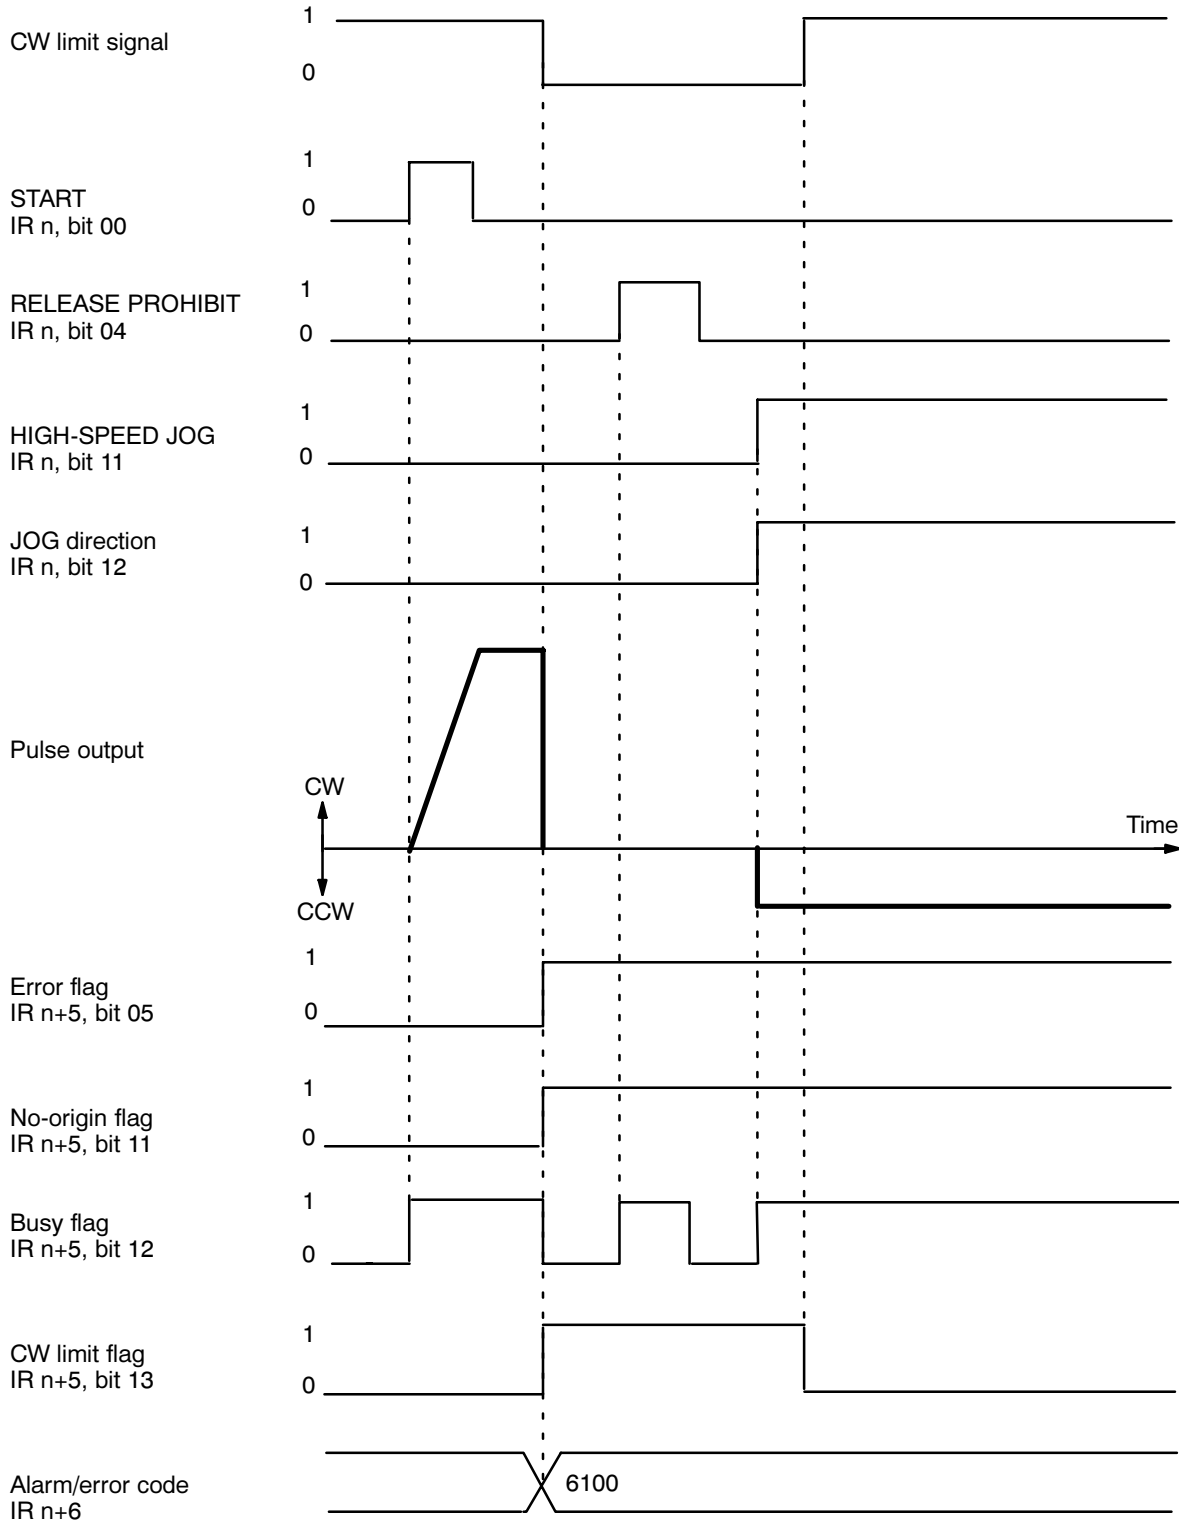 1
CW limit signal
0
1
START
0
IR n, bit 00
1
RELEASE PROHIBIT
IR n, bit 04
0
1
HIGH-SPEED JOG
0
IR n, bit 11
1
JOG direction
IR n, bit 12
0
Pulse output
CW
Time
CCW
1
Error flag
0
IR n+5, bit 05
1
No-origin flag
0
IR n+5, bit 11
1
Busy flag
0
IR n+5, bit 12
1
CW limit flag
IR n+5, bit 13
0
Alarm/error code
6100
IR n+6